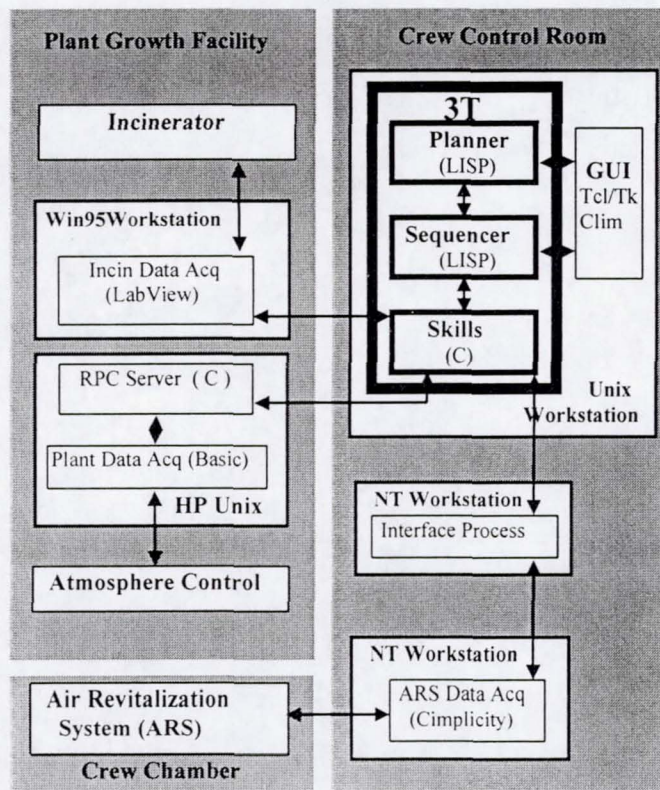 Plant Growth Facility
Incinerator
Win95Workstation
Incin Data Acq
(LabView)
RPC Server ( C )
Plant Data Acq (Basic)
HP Unix
Atmosphere Control
Air Revitalization
System (ARS)
Crew Chamber
Crew Control Room
3T
Planner
(LISP)
Sequencer
(LISP)
Skills
(C)
GUI
Tcl/Tk
Clim
Unix
Workstation
NT Workstation
Interface Process
NT Workstation
ARS Data Acq
(Cimplicity)